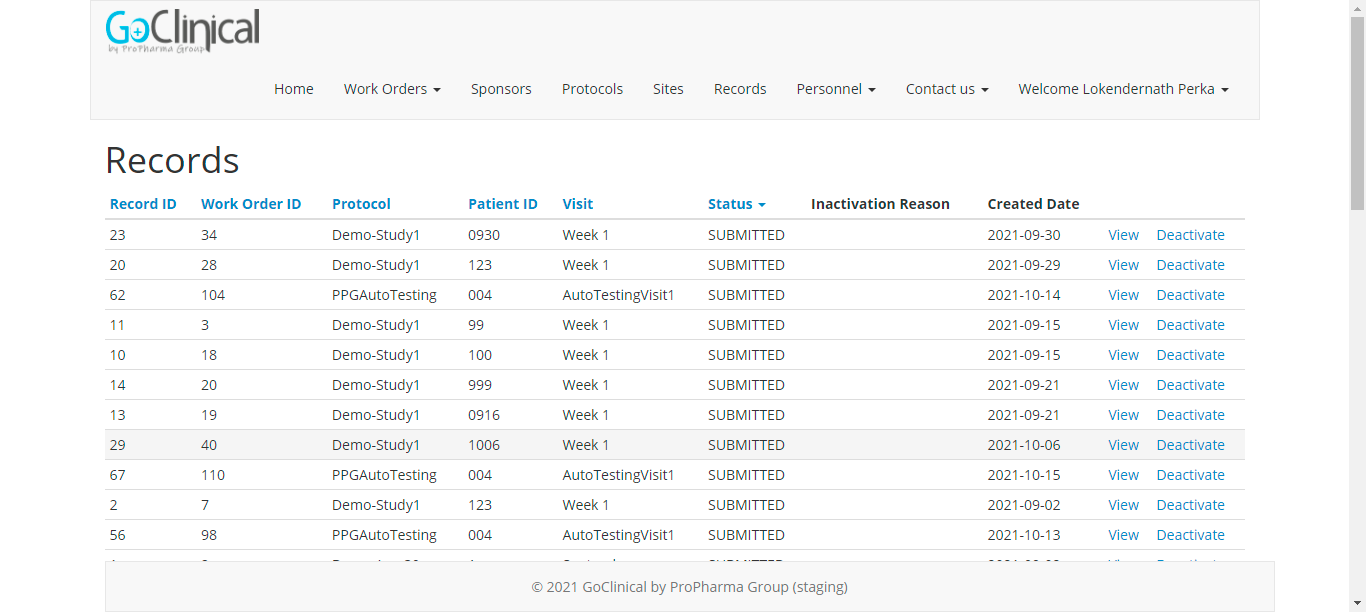 GoClinical
by ProPharma Group
Home Work Orders Sponsors Protocols Sites Records Personnel Contact us Welcome Lokendernath Perka
Records
Record ID Work Order ID Protocol Patient ID Visit Status Inactivation Reason Created Date
23 34 Demo-Study1 0930 Week 1 SUBMITTED 2021-09-30 View Deactivate
20 28 Demo-Study1 123 Week 1 SUBMITTED 2021-09-29 View Deactivate
62 104 PPGAutoTesting 004 AutoTestingVisit1 SUBMITTED 2021-10-14 View Deactivate
11 3 Demo-Study1 99 Week 1 SUBMITTED 2021-09-15 View Deactivate
10 18 Demo-Study1 100 Week 1 SUBMITTED 2021-09-15 View Deactivate
14 20 Demo-Study1 999 Week 1 SUBMITTED 2021-09-21 View Deactivate
13 19 Demo-Study1 0916 Week 1 SUBMITTED 2021-09-21 View Deactivate
29 40 Demo-Study1 1006 Week 1 SUBMITTED 2021-10-06 View Deactivate
67 110 PPGAutoTesting 004 AutoTestingVisit1 SUBMITTED 2021-10-15 View Deactivate
2 7 Demo-Study1 123 Week 1 SUBMITTED 2021-09-02 View Deactivate
56 98 PPGAutoTesting 004 AutoTestingVisit1 SUBMITTED 2021-10-13 View Deactivate
© 2021 GoClinical by ProPharma Group (staging)